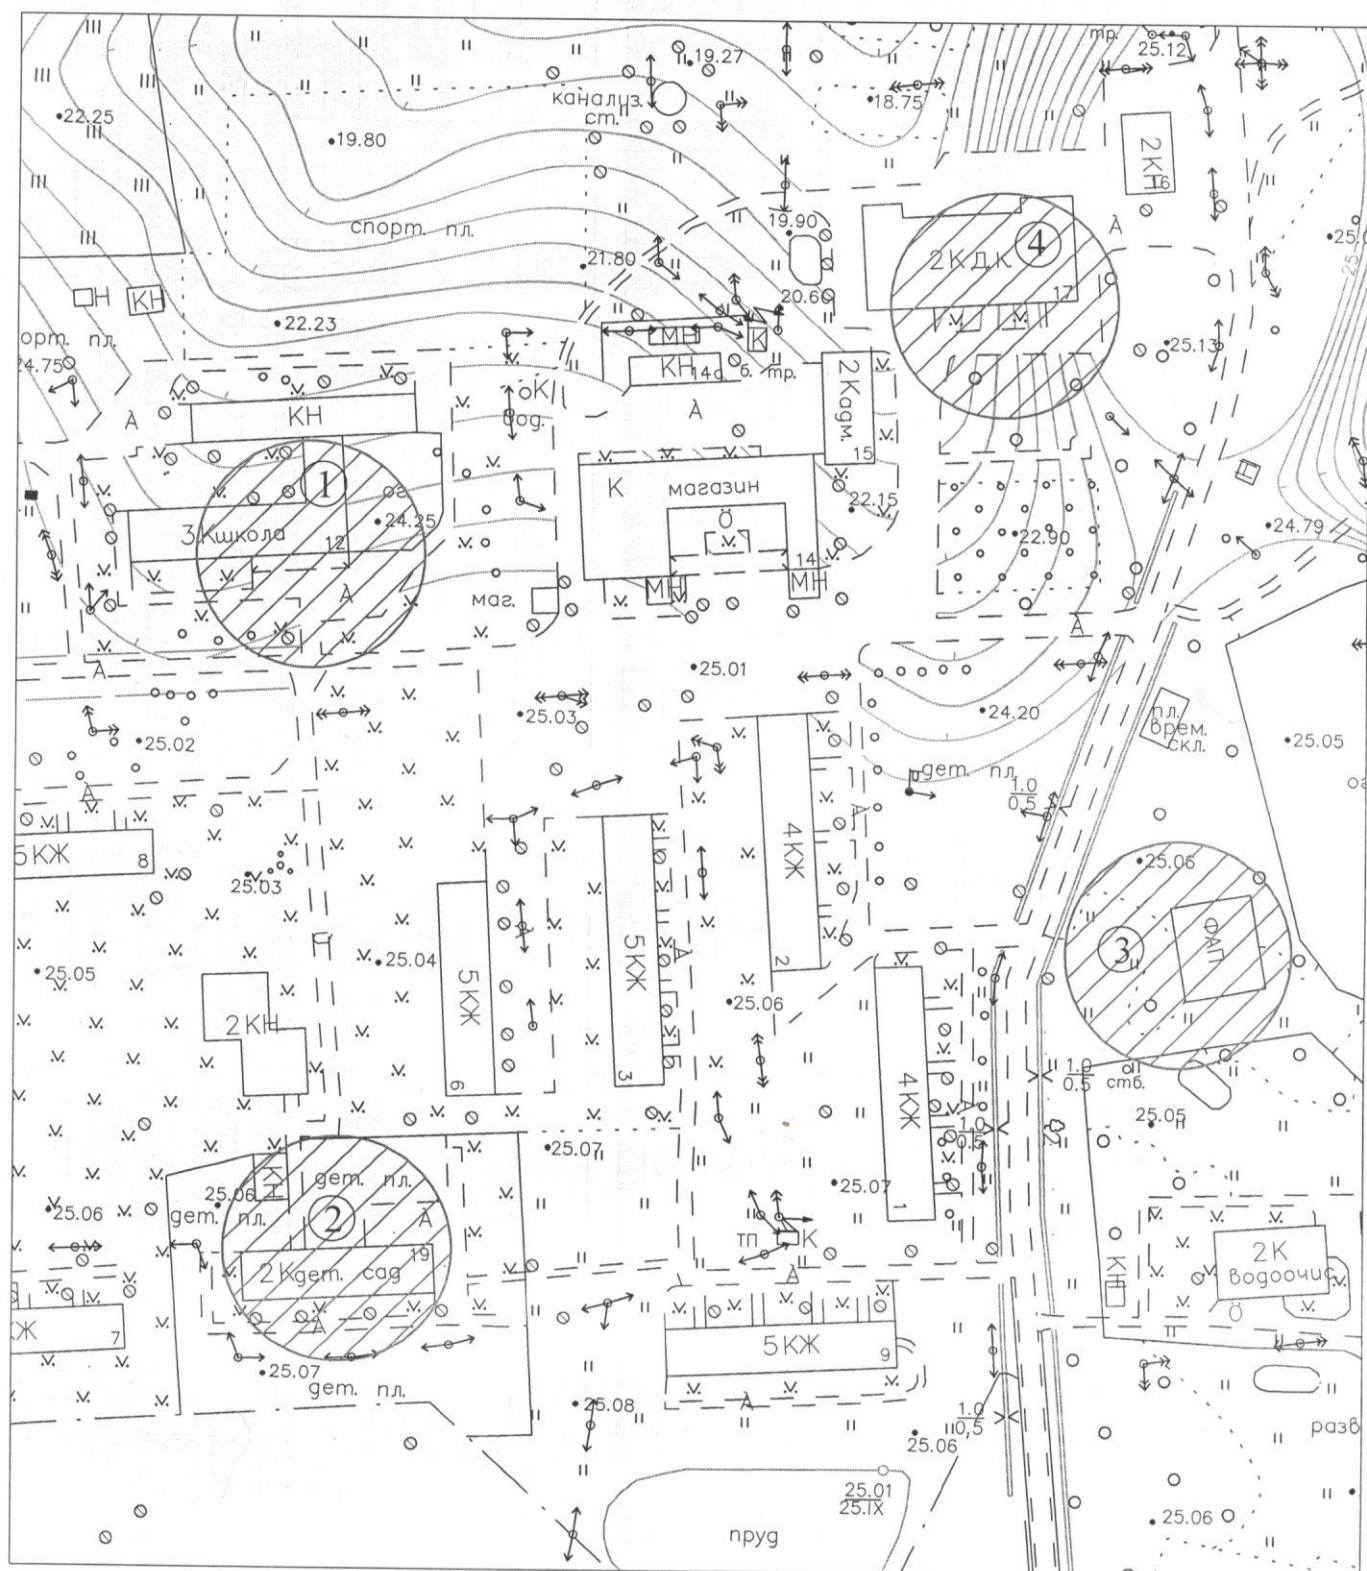 тр.
25.12
19.27
канализ.
ст.
18.75
22.25
19.80
2КН
16
спорт. пл.
19.90
4
2КДК
17
21.80
Н
КН
20.6
22.23
МН
К
орт. пл.
24.75
КН
14а
б. тр.
25.13
А
КН
К
вод.
А
2Кадм.
15
К
магазин
1
24.25
3Кшкола
12
22.15
Ö
14
22.90
24.79
МН
МН
маг.
А
А
А
25.01
25.03
24.20
25.02
пл.
врем.
скл.
25.05
дет. пл.
1.0
0.5
А
А
5КЖ
8
4КЖ
2
25.06
25.03
5КЖ
3
3
ФАП
25.05
25.04
5КЖ
6
А
25.06
2КН
4КЖ
1
1.0
0.5
стб.
25.05
1.0
0.5
А
25.07
КН
дет. пл.
25.06
25.07
25.06
дет. пл.
2
А
19
2Кдет. сад
тп
К
2К
водоочис
КН
А
Ö
КЖ
7
А
5КЖ
9
25.07
дет. пл.
25.08
А
1.0
0,5
25.06
разв
25.01
25.IX
пруд
25.06